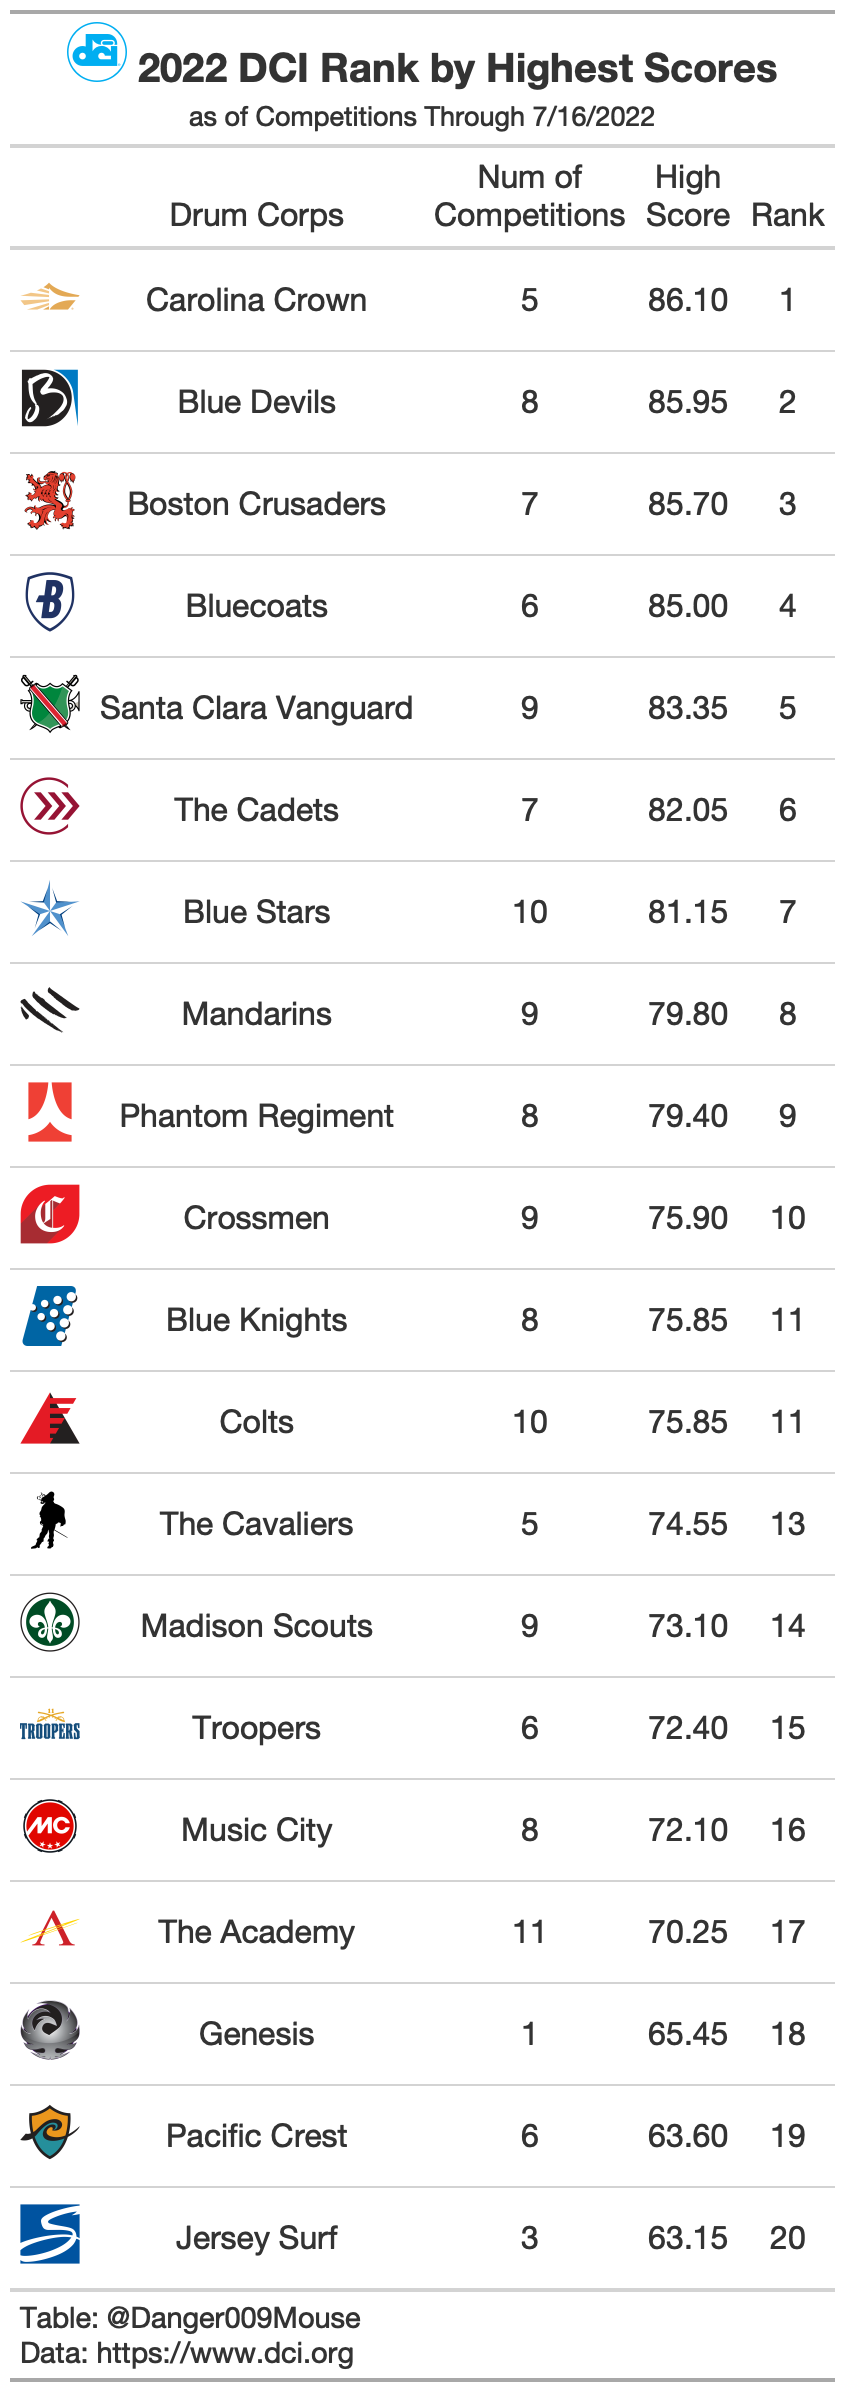 dci
2022 DCI Rank by Highest Scores
as of Competitions Through 7/16/2022
Drum Corps Num of Competitions High Score Rank
Carolina Crown 5 86.10 1
B Blue Devils 8 85.95 2
Boston Crusaders 7 85.70 3
B Bluecoats 6 85.00 4
Santa Clara Vanguard 9 83.35 5
The Cadets 7 82.05 6
Blue Stars 10 81.15 7
Mandarins 9 79.80 8
Phantom Regiment 8 79.40 9
C Crossmen 9 75.90 10
Blue Knights 8 75.85 11
Colts 10 75.85 11
The Cavaliers 5 74.55 13
Madison Scouts 9 73.10 14
TROOPERS Troopers 6 72.40 15
MC Music City 8 72.10 16
A The Academy 11 70.25 17
Genesis 1 65.45 18
Pacific Crest 6 63.60 19
S Jersey Surf 3 63.15 20
Table: @Danger009Mouse
Data: https://www.dci.org